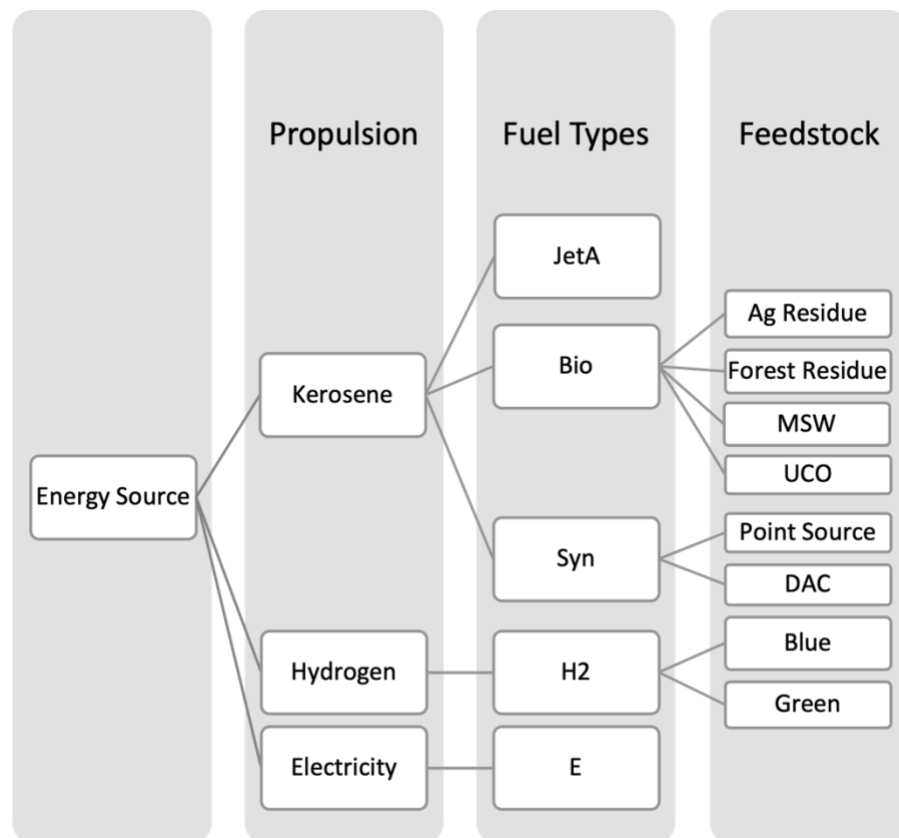 Propulsion
Fuel Types
Feedstock
JetA
Ag Residue
Kerosene
Bio
Forest Residue
MSW
UCO
Energy Source
Syn
Point Source
DAC
Hydrogen
H2
Blue
Green
Electricity
E